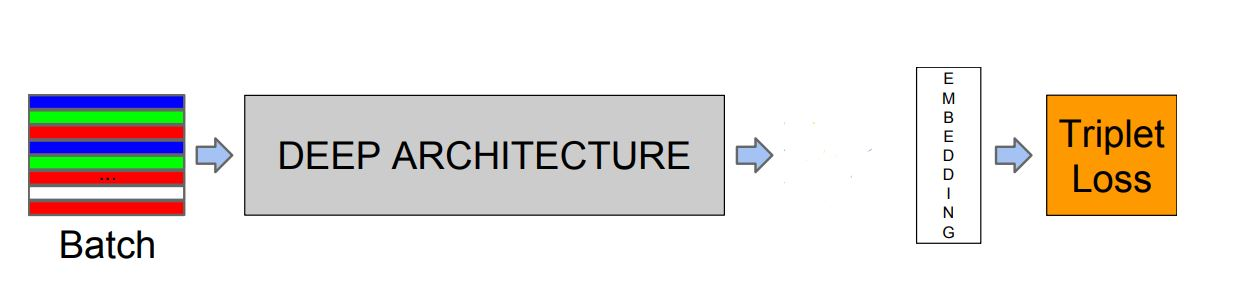 ...
Batch
DEEP ARCHITECTURE
EMBEDDING
Triplet
Loss